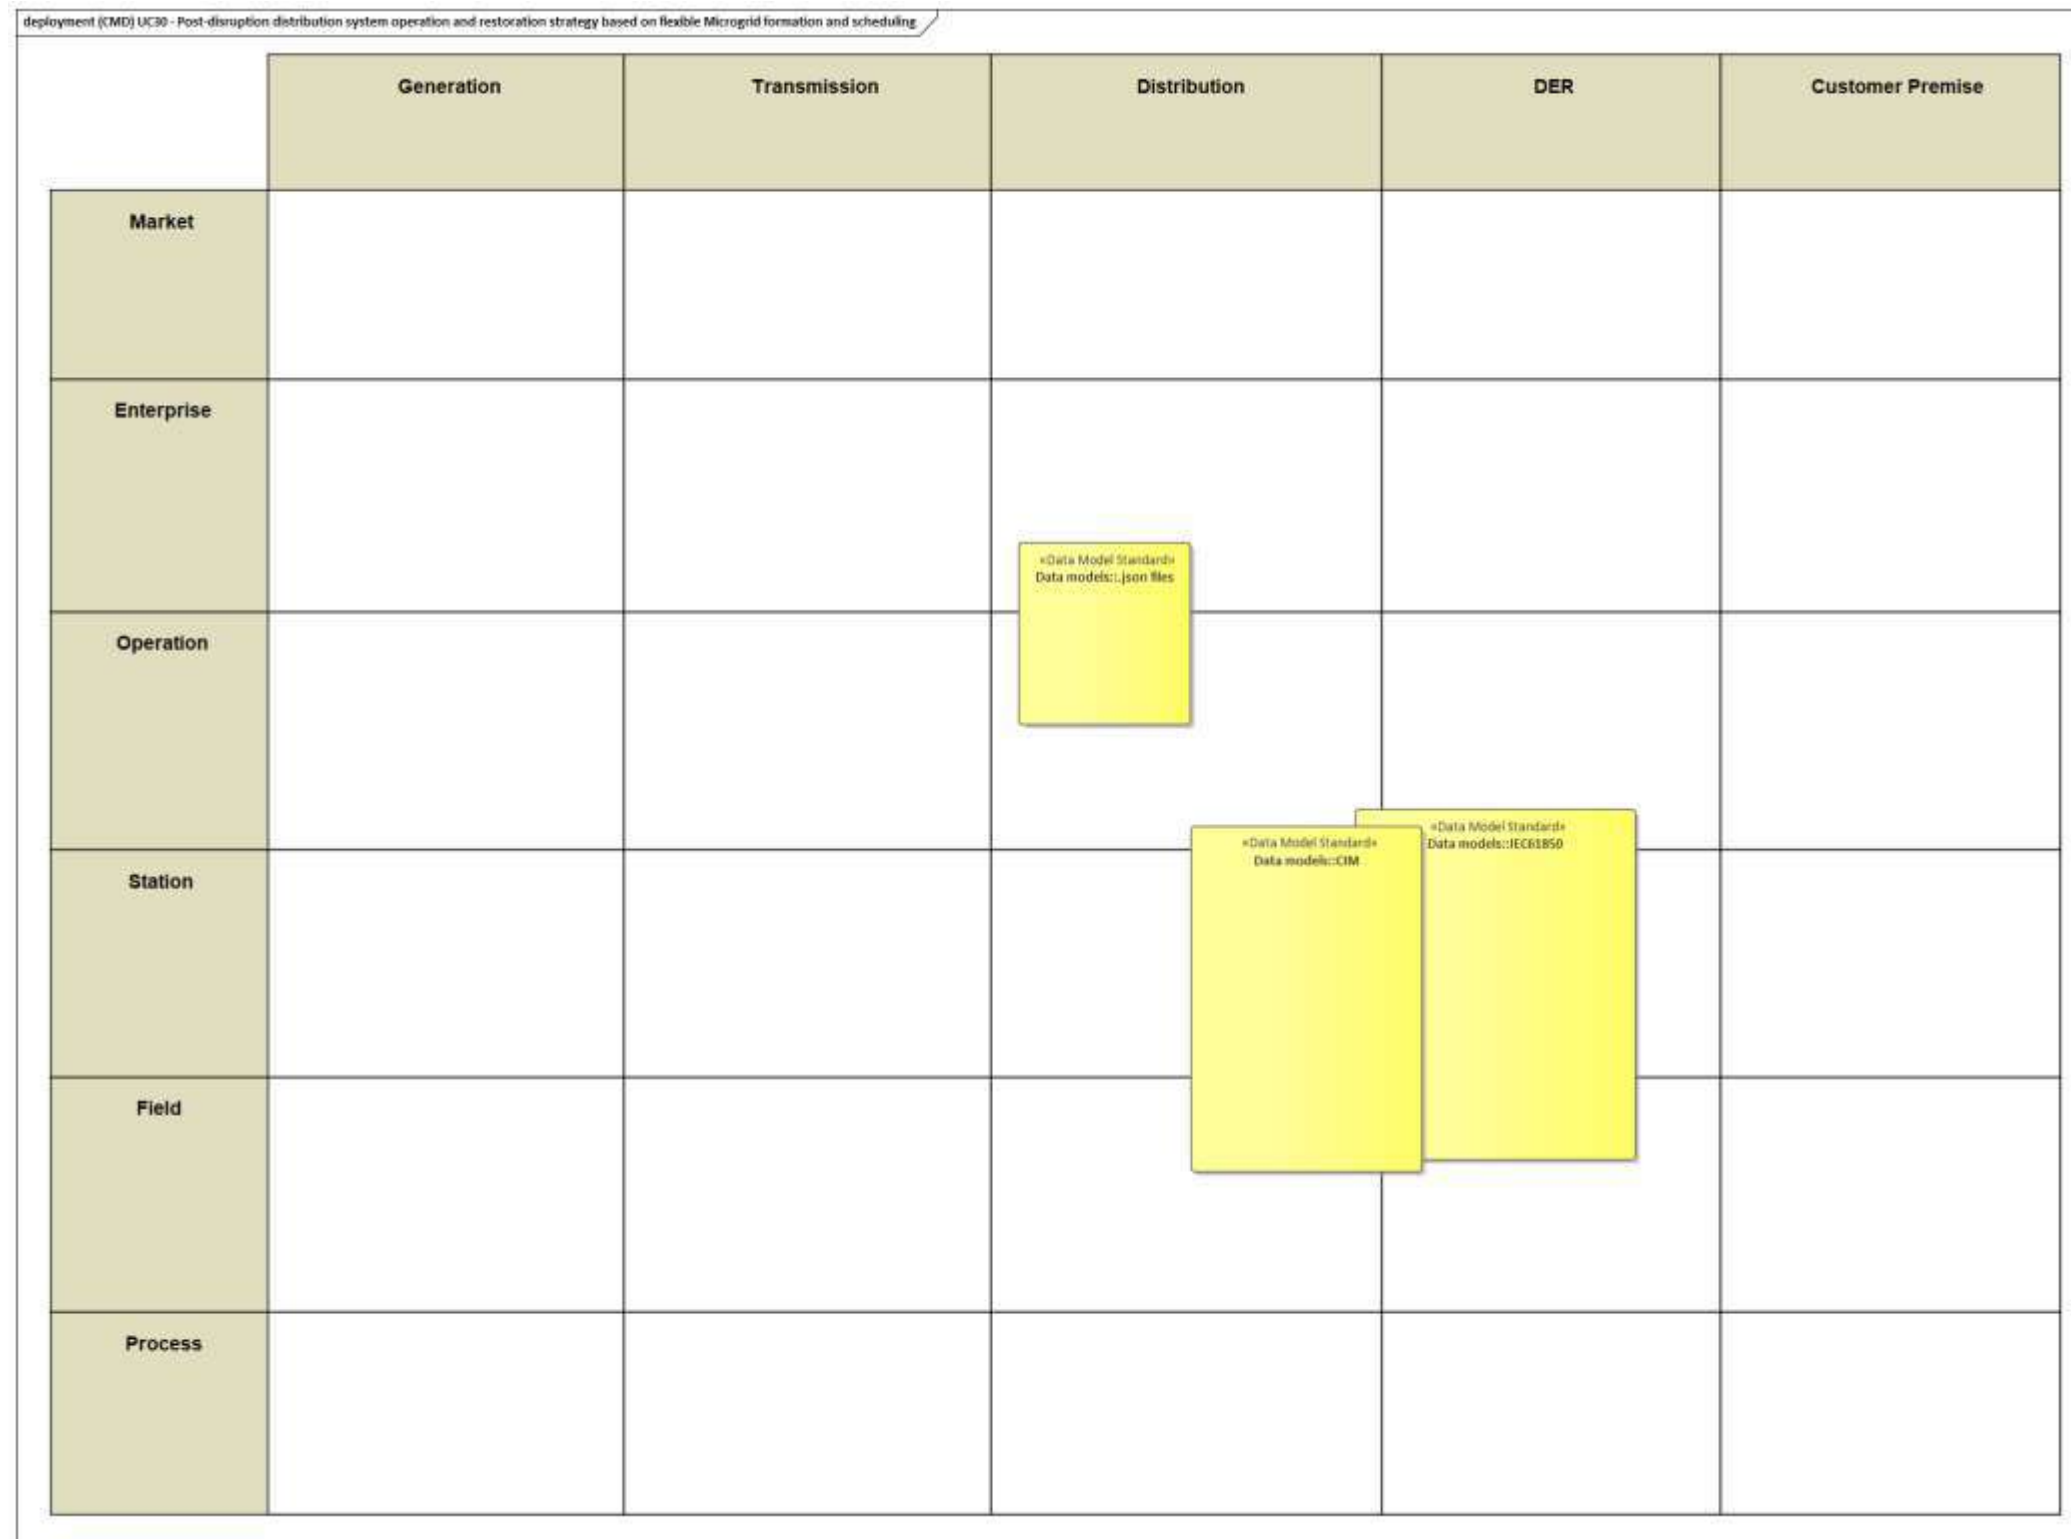 deployment (CMD) UC30 - Post-disruption distribution system operation and restoration strategy based on flexible Microgrid formation and scheduling
Generation
Transmission
Distribution
DER
Customer Premise
Market
Enterprise
«Data Model Standard»
Data models::.json files
Operation
«Data Model Standard»
Data models::IEC61850
«Data Model Standard»
Data models::CIM
Station
Field
Process